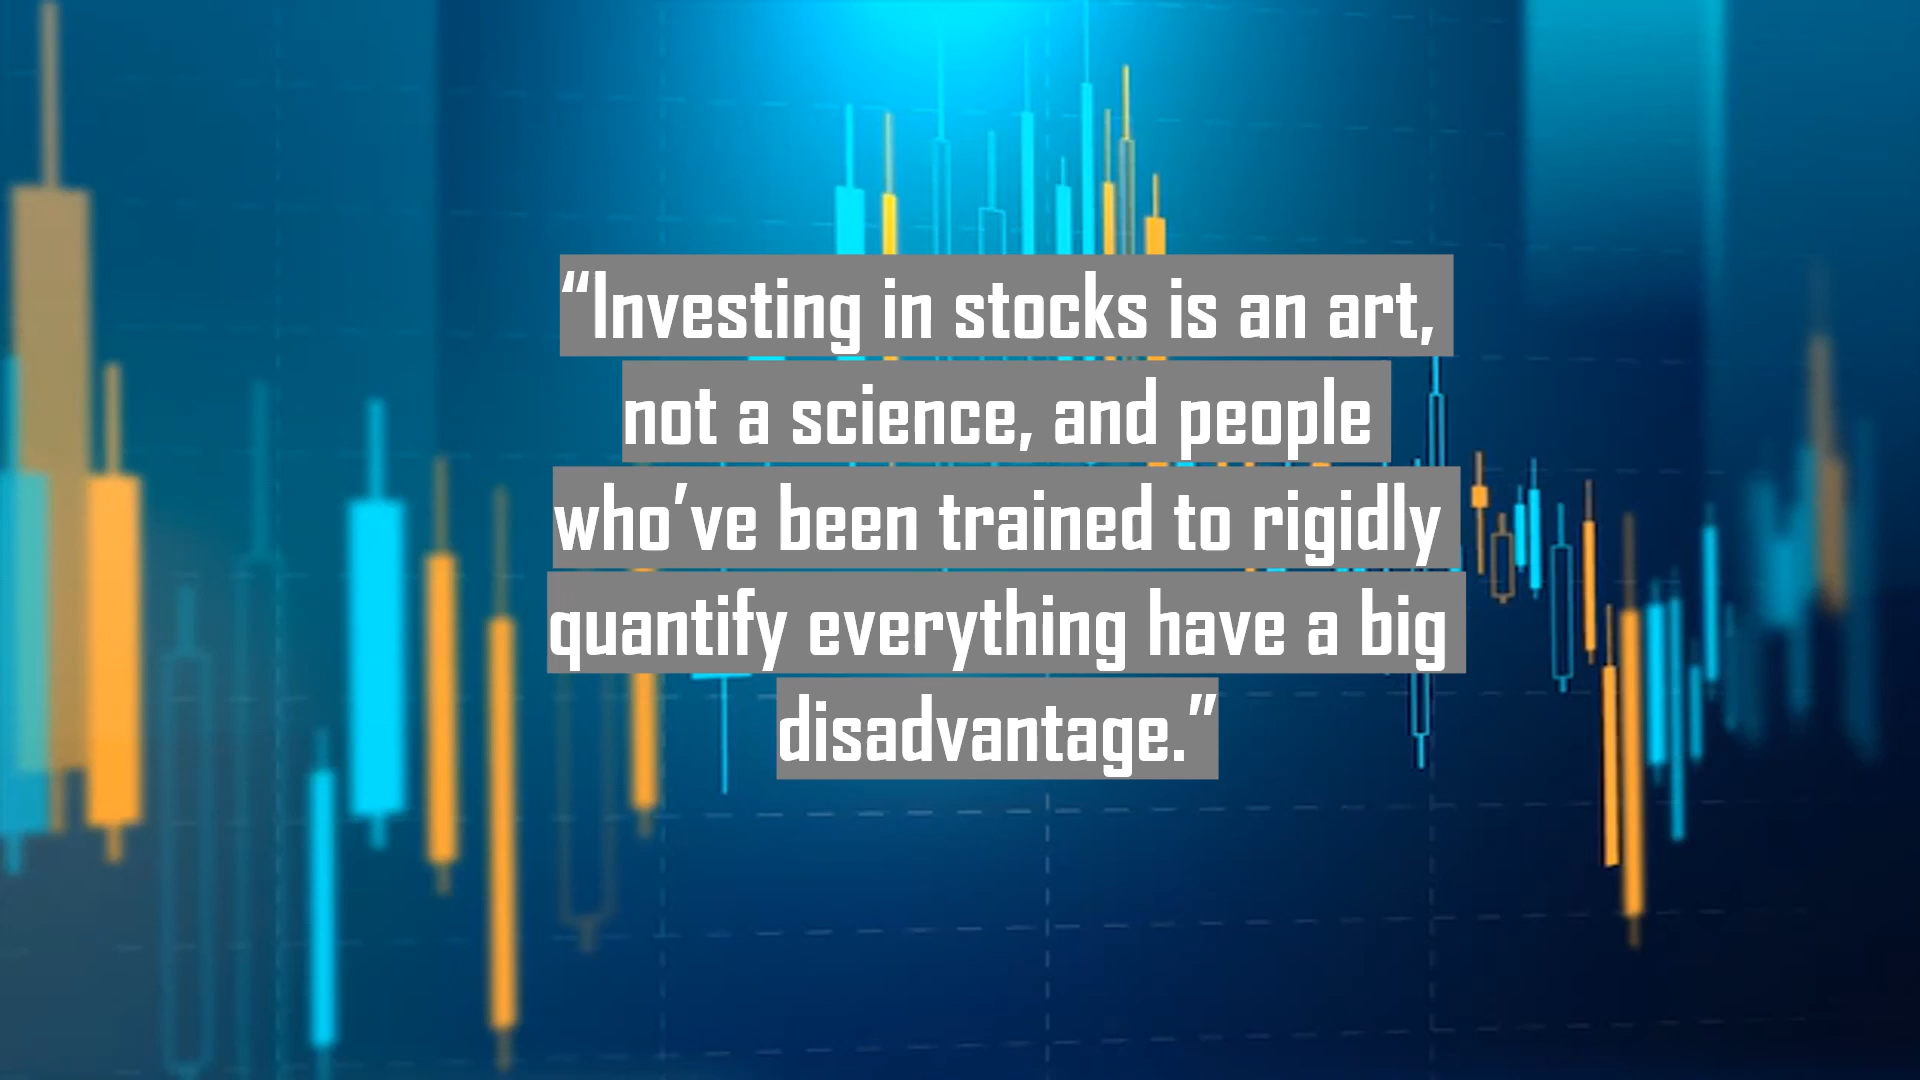 “Investing in stocks is an art,
not a science, and people
who’ve been trained to rigidly
quantify everything have a big
disadvantage.”